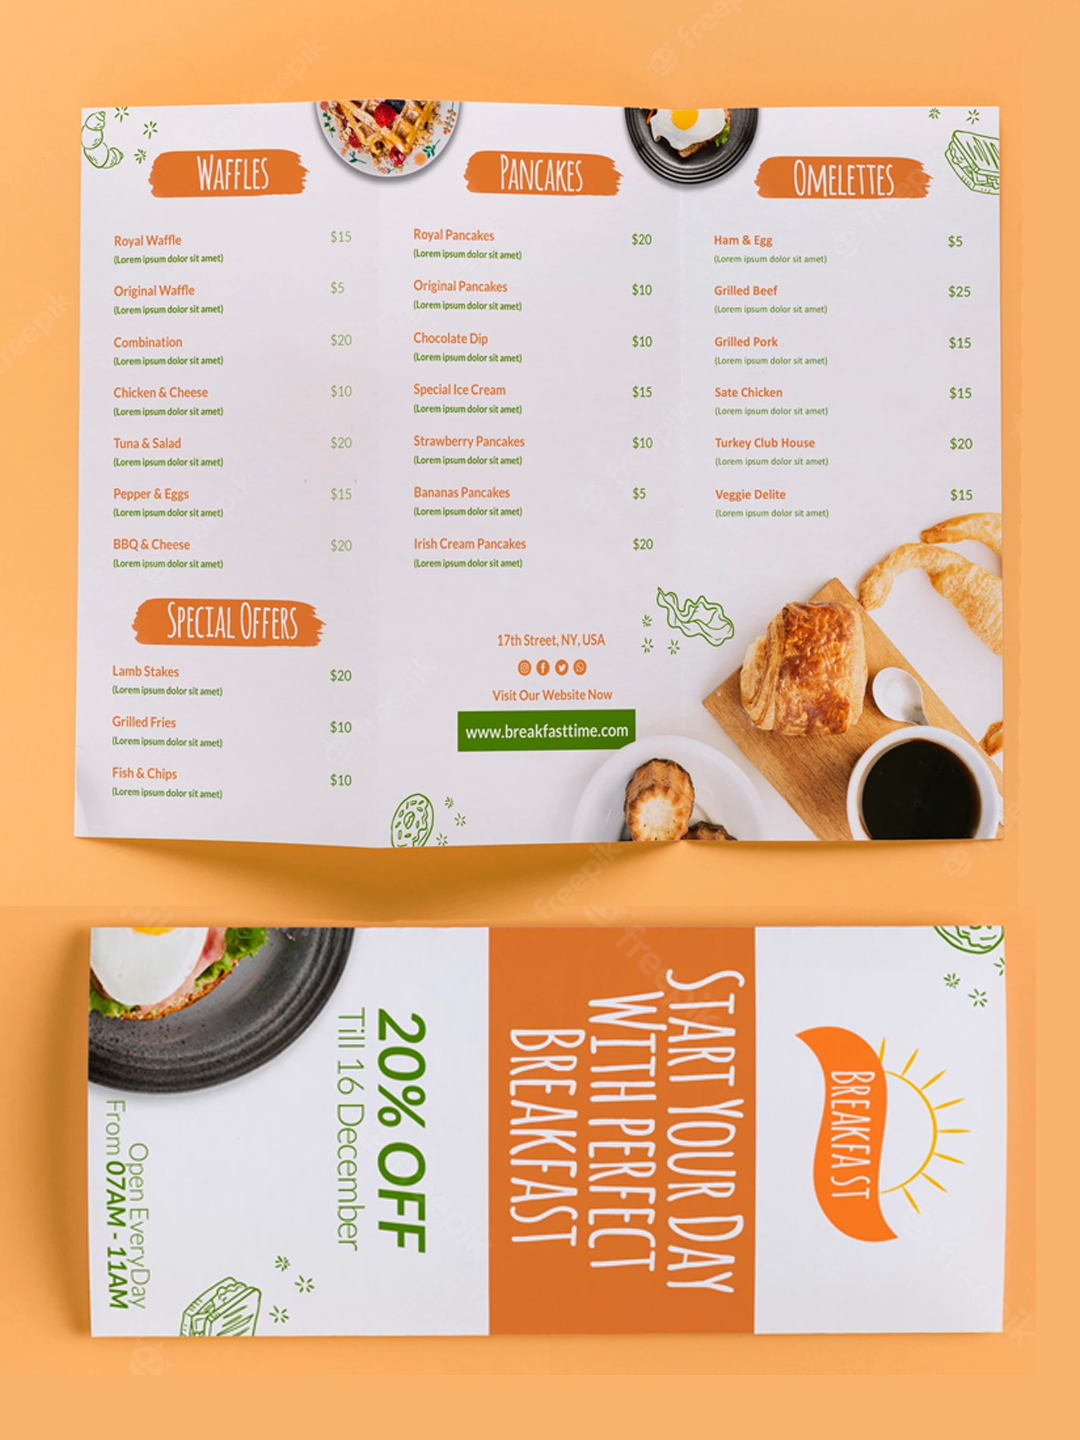 WAFFLES
Royal Waffle $15
(Lorem ipsum dolor sit amet)
Original Waffle $5
(Lorem ipsum dolor sit amet)
Combination $20
(Lorem ipsum dolor sit amet)
Chicken & Cheese $10
(Lorem ipsum dolor sit amet)
Tuna & Salad $20
(Lorem ipsum dolor sit amet)
Pepper & Eggs $15
(Lorem ipsum dolor sit amet)
BBQ & Cheese $20
(Lorem ipsum dolor sit amet)
SPECIAL OFFERS
Lamb Stakes $20
(Lorem ipsum dolor sit amet)
Grilled Fries $10
(Lorem ipsum dolor sit amet)
Fish & Chips $10
(Lorem ipsum dolor sit amet)
PANCAKES
Royal Pancakes $20
(Lorem ipsum dolor sit amet)
Original Pancakes $10
(Lorem ipsum dolor sit amet)
Chocolate Dip $10
(Lorem ipsum dolor sit amet)
Special Ice Cream $15
(Lorem ipsum dolor sit amet)
Strawberry Pancakes $10
(Lorem ipsum dolor sit amet)
Bananas Pancakes $5
(Lorem ipsum dolor sit amet)
Irish Cream Pancakes $20
(Lorem ipsum dolor sit amet)
17th Street, NY, USA
Visit Our Website Now
www.breakfasttime.com
OMELETTES
Ham & Egg $5
(Lorem ipsum dolor sit amet)
Grilled Beef $25
(Lorem ipsum dolor sit amet)
Grilled Pork $15
(Lorem ipsum dolor sit amet)
Sate Chicken $15
(Lorem ipsum dolor sit amet)
Turkey Club House $20
(Lorem ipsum dolor sit amet)
Veggie Delite $15
(Lorem ipsum dolor sit amet)
BREAKFAST
START YOUR DAY
WITH PERFECT
BREAKFAST
20% OFF
Till 16 December
Open EveryDay
From 07AM - 11AM
freepik